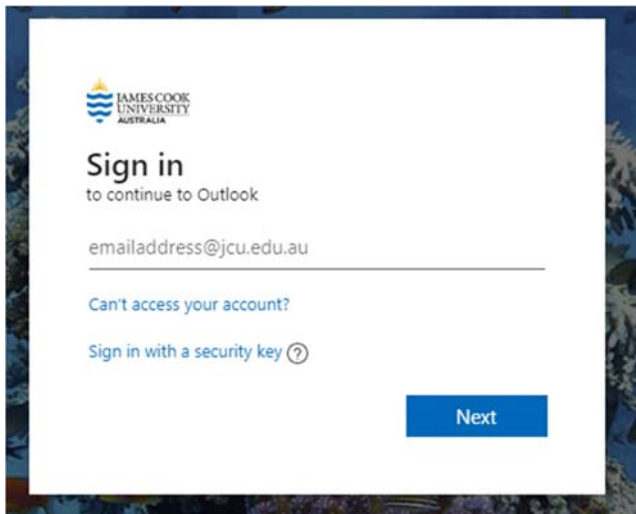 JAMES COOK
UNIVERSITY
AUSTRALIA
Sign in
to continue to Outlook
emailaddress@jcu.edu.au
Can't access your account?
Sign in with a security key ?
Next